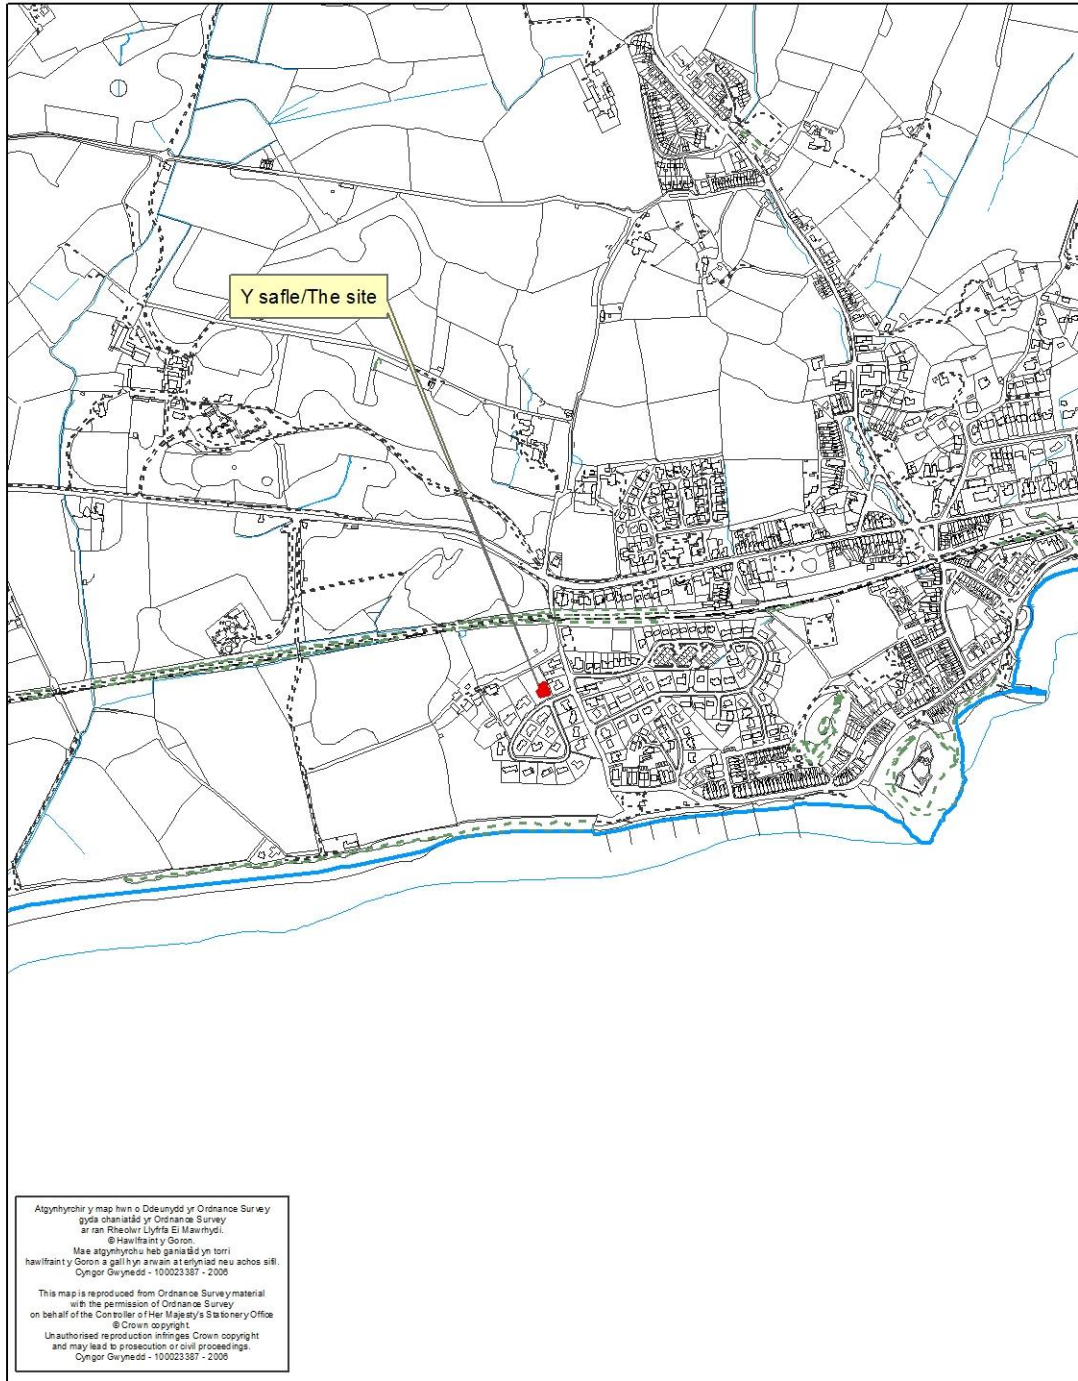 Y safle/The site
Atgynhyrchir y map hwn o Ddeunydd yr Ordnance Survey
gyda chaniatâd yr Ordnance Survey
ar ran Rheolwr Llyfrfa Ei Mawrhydi.
© Hawlfraint y Goron.
Mae atgynhyrchu heb ganiatâd yn torri
hawlfraint y Goron a gall hyn arwain at erlyniad neu achos sifil.
Cyngor Gwynedd - 100023387 - 2006
This map is reproduced from Ordnance Survey material
with the permission of Ordnance Survey
on behalf of the Controller of Her Majesty's Stationery Office
© Crown copyright.
Unauthorised reproduction infringes Crown copyright
and may lead to prosecution or civil proceedings.
Cyngor Gwynedd - 100023387 - 2006